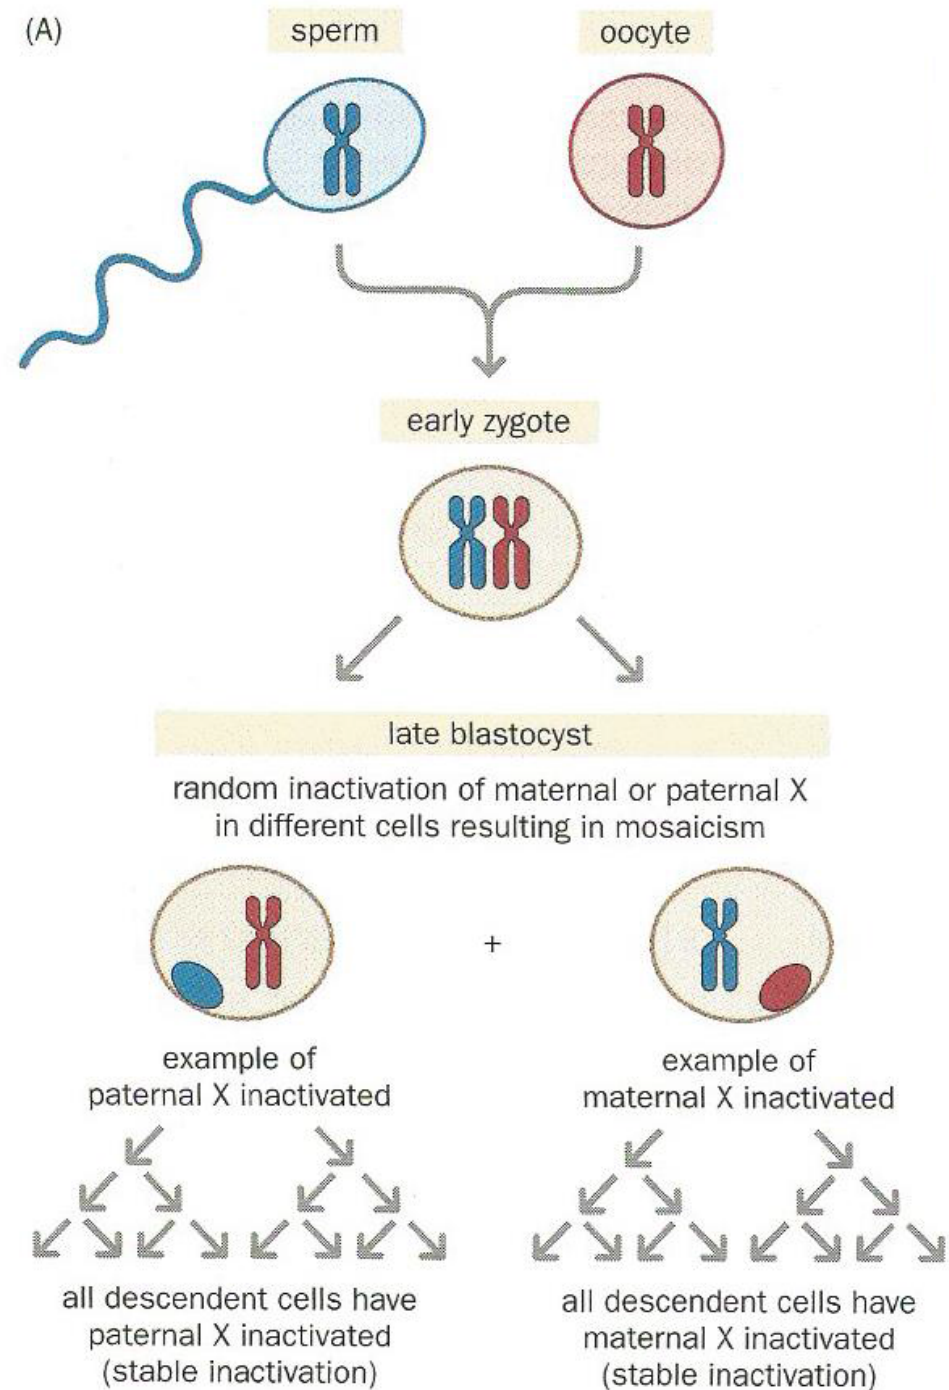 (A)
sperm
oocyte
early zygote
late blastocyst
random inactivation of maternal or paternal X
in different cells resulting in mosaicism
+
example of
paternal X inactivated
example of
maternal X inactivated
all descendent cells have
paternal X inactivated
(stable inactivation)
all descendent cells have
maternal X inactivated
(stable inactivation)